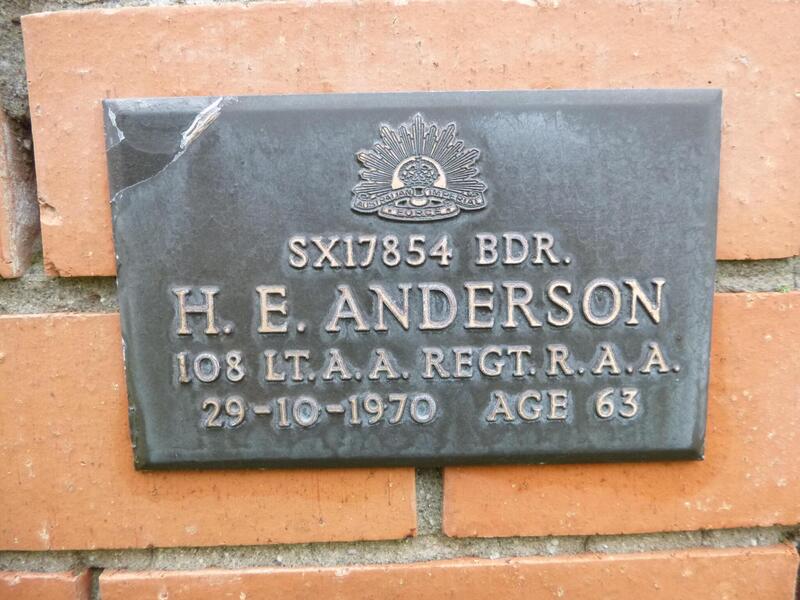 AUSTRALIAN IMPERIAL
FORCE
SX17854 BDR.
H. E. ANDERSON
108 LT. A. A. REGT. R. A. A.
29-10-1970 AGE 63